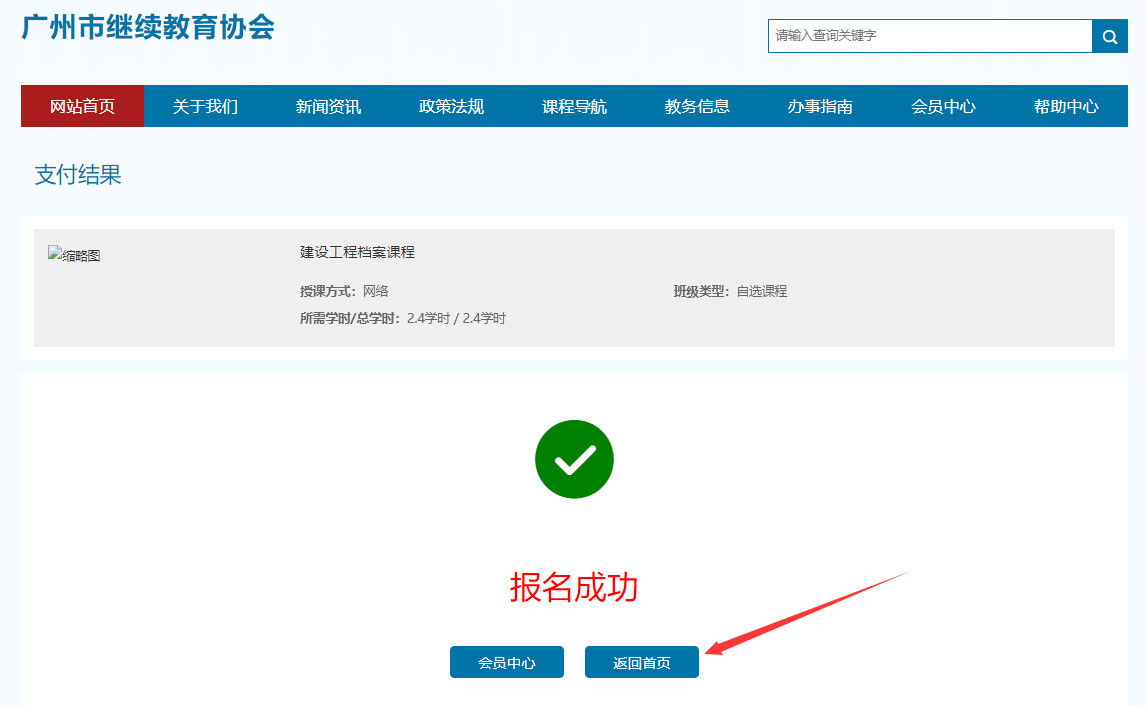 广州市继续教育协会
请输入查询关键字
网站首页 关于我们 新闻资讯 政策法规 课程导航 教务信息 办事指南 会员中心 帮助中心
支付结果
缩略图
建设工程档案课程
授课方式：网络 班级类型：自选课程
所需学时/总学时：2.4学时 / 2.4学时
报名成功
会员中心 返回首页